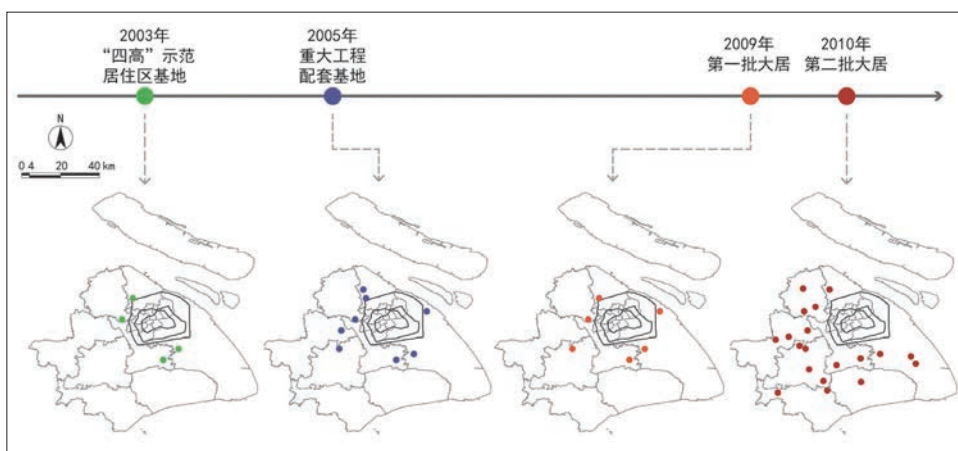 2003年
“四高”示范
居住区基地
2005年
重大工程
配套基地
2009年
第一批大居
2010年
第二批大居
N
0 4 20 40 km